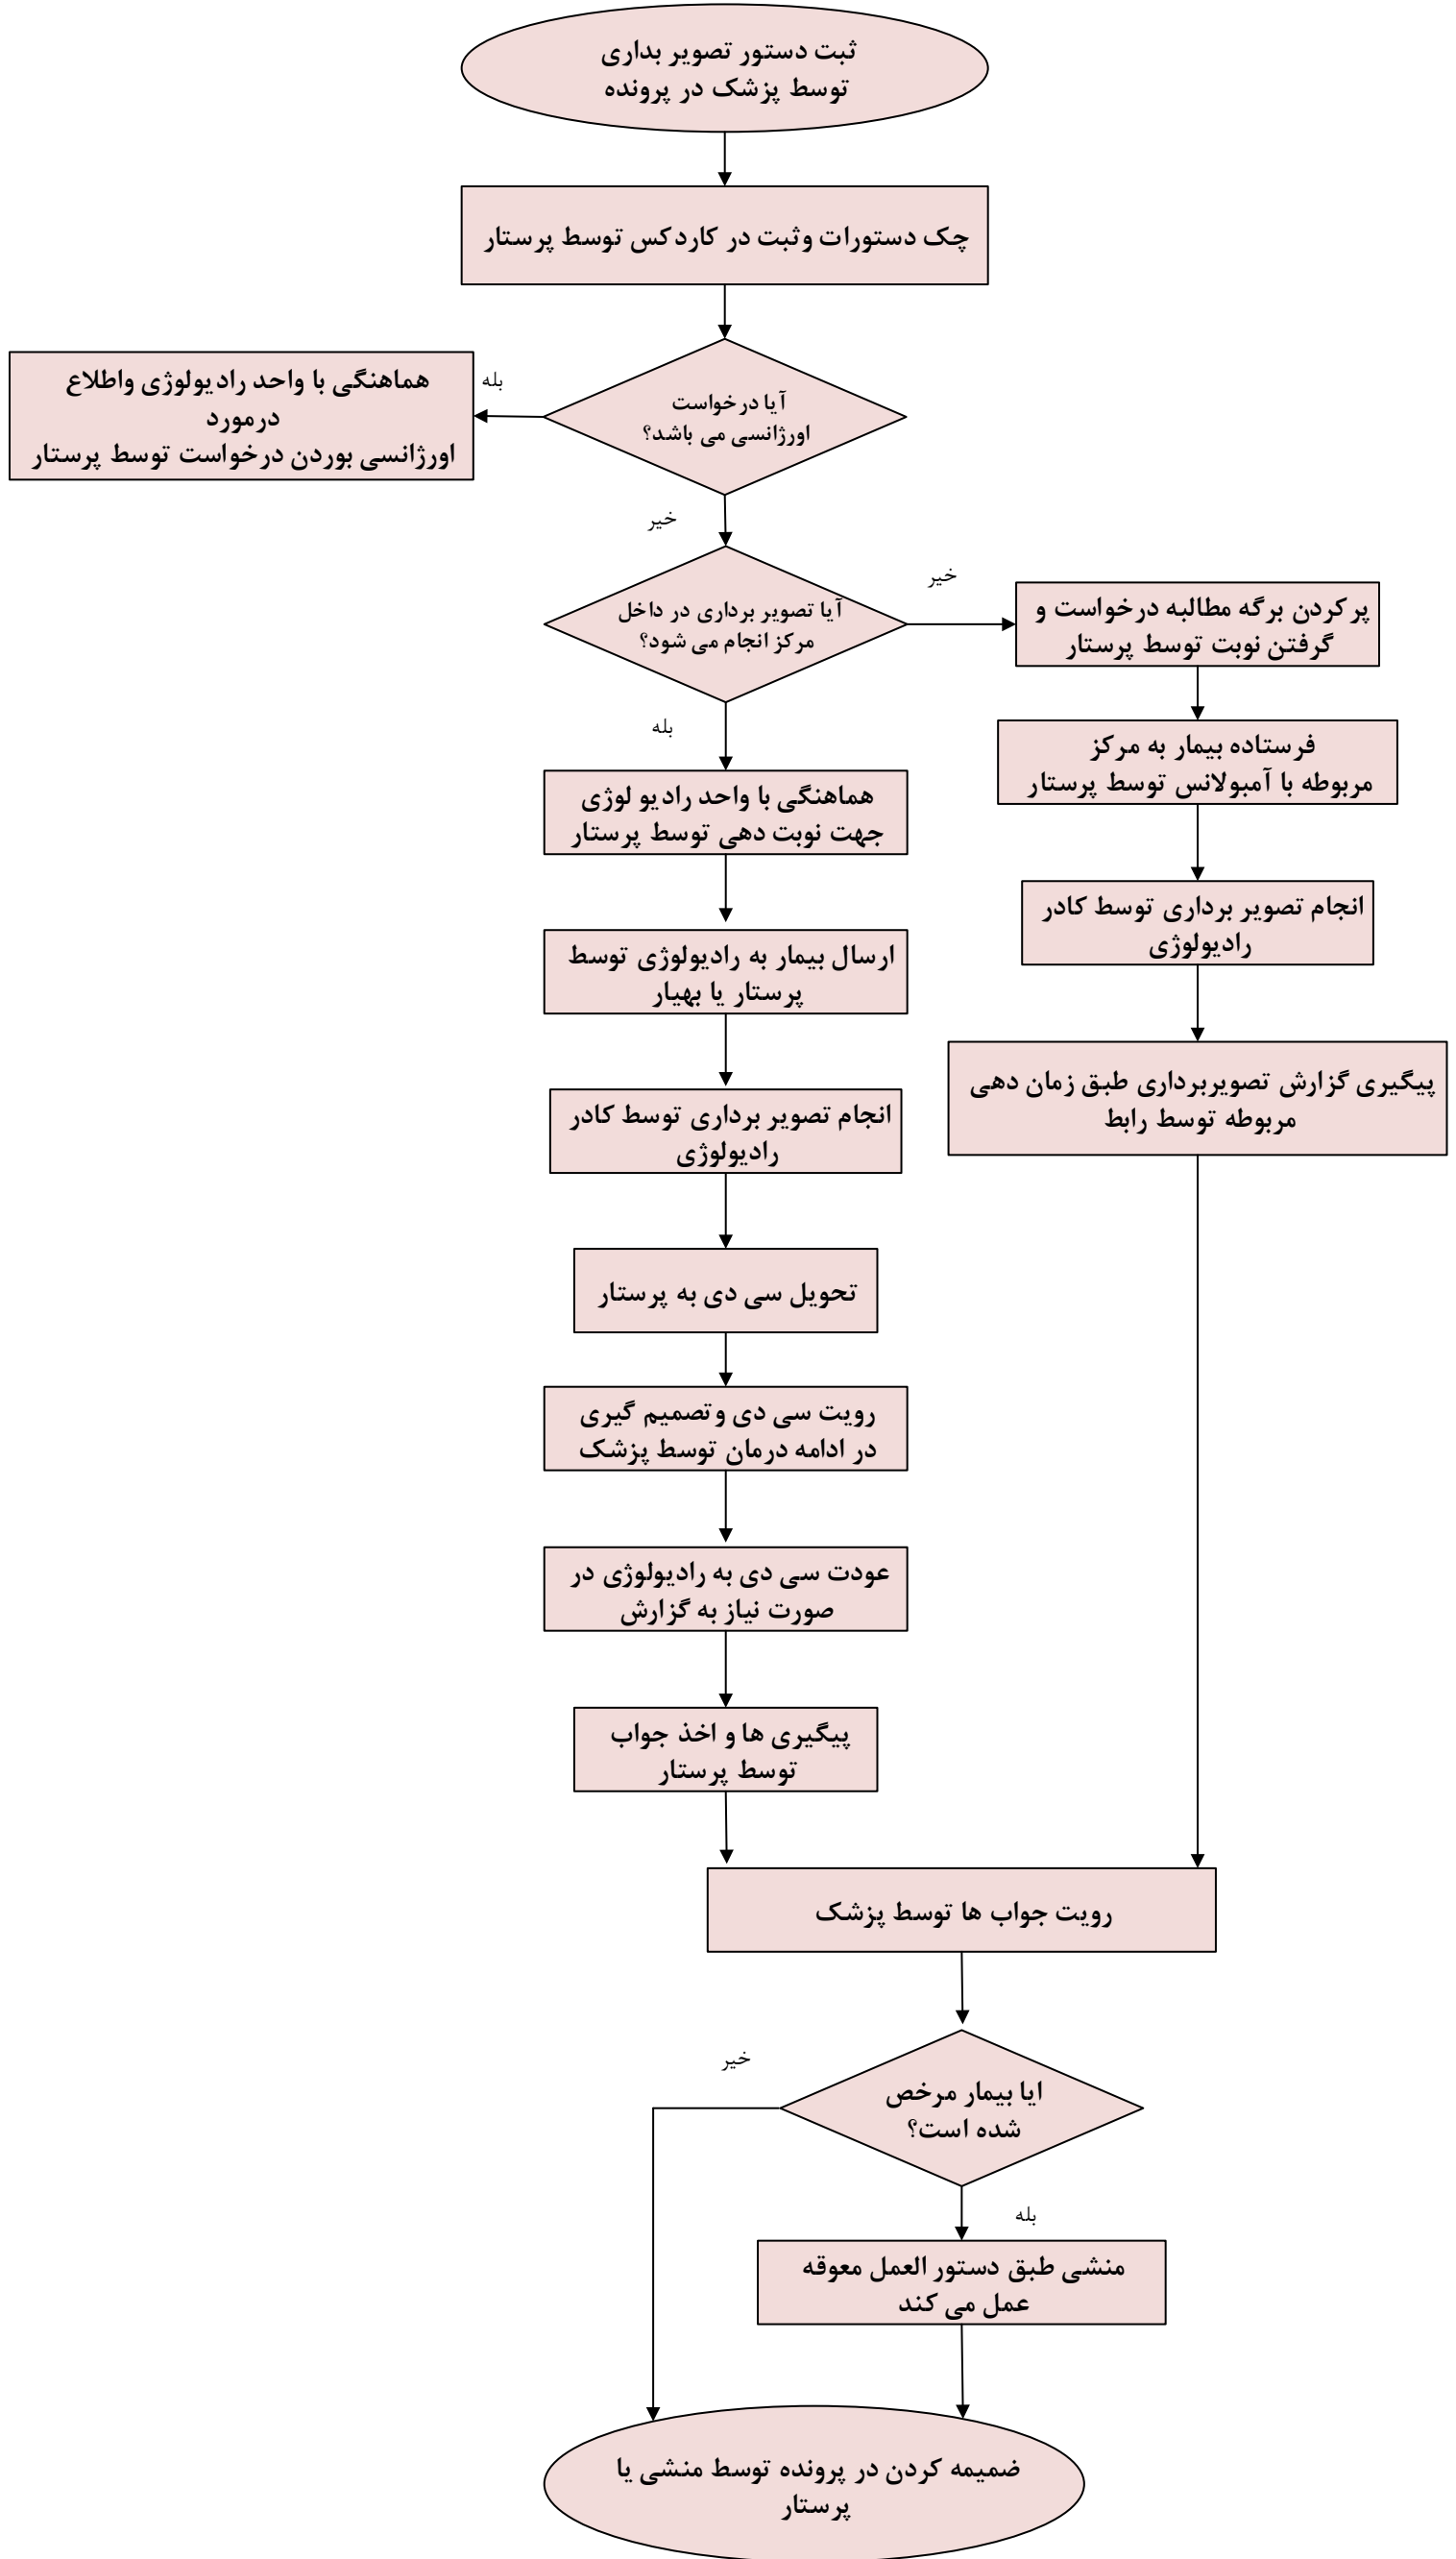 ثبت دستور تصویر بداری
توسط پزشک در پرونده
چک دستورات وثبت در کاردکس توسط پرستار
آیا درخواست
اورژانسی می باشد؟
بله
هماهنگی با واحد رادیولوژی واطلاع
درمورد
اورژانسی بوردن درخواست توسط پرستار
خیر
آیا تصویر برداری در داخل
مرکز انجام می شود؟
خیر
پرکردن برگه مطالبه درخواست و
گرفتن نوبت توسط پرستار
فرستاده بیمار به مرکز
مربوطه با آمبولانس توسط پرستار
انجام تصویر برداری توسط کادر
رادیولوژی
پیگیری گزارش تصویربرداری طبق زمان دهی
مربوطه توسط رابط
بله
هماهنگی با واحد رادیو لوژی
جهت نوبت دهی توسط پرستار
ارسال بیمار به رادیولوژی توسط
پرستار یا بهیار
انجام تصویر برداری توسط کادر
رادیولوژی
تحویل سی دی به پرستار
رویت سی دی وتصمیم گیری
در ادامه درمان توسط پزشک
عودت سی دی به رادیولوژی در
صورت نیاز به گزارش
پیگیری ها و اخذ جواب
توسط پرستار
رویت جواب ها توسط پزشک
ایا بیمار مرخص
شده است؟
خیر
بله
منشی طبق دستور العمل معوقه
عمل می کند
ضمیمه کردن در پرونده توسط منشی یا
پرستار